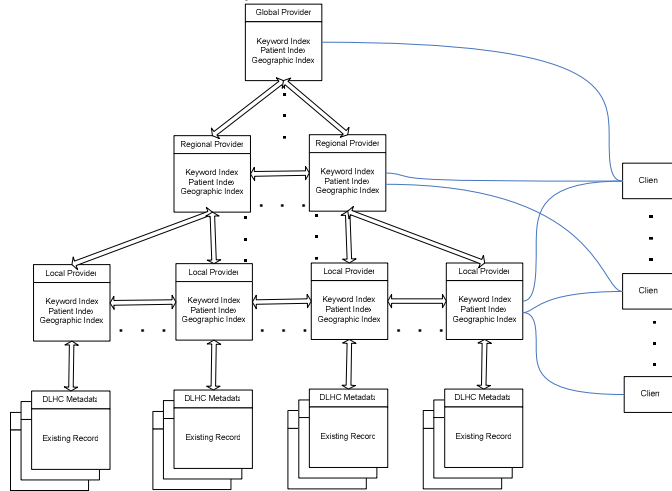 Global Provider
Keyword Index
Patient Index
Geographic Index
Regional Provider
Keyword Index
Patient Index
Geographic Index
Regional Provider
Keyword Index
Patient Index
Geographic Index
Clien
Local Provider
Keyword Index
Patient Index
Geographic Index
Local Provider
Keyword Index
Patient Index
Geographic Index
Local Provider
Keyword Index
Patient Index
Geographic Index
Local Provider
Keyword Index
Patient Index
Geographic Index
Clien
DLHC Metadata
Existing Record
DLHC Metadata
Existing Record
DLHC Metadata
Existing Record
DLHC Metadata
Existing Record
Clien